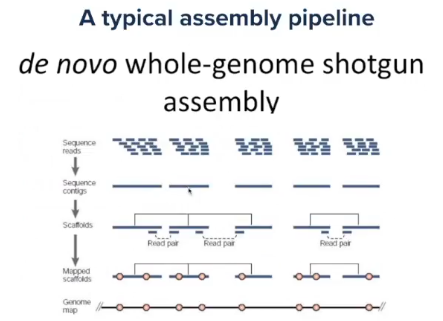 A typical assembly pipeline
de novo whole-genome shotgun
assembly
Sequence
reads
Sequence
contigs
Scaffolds
Read pair
Read pair
Read pair
Mapped
scaffolds
Genome
map